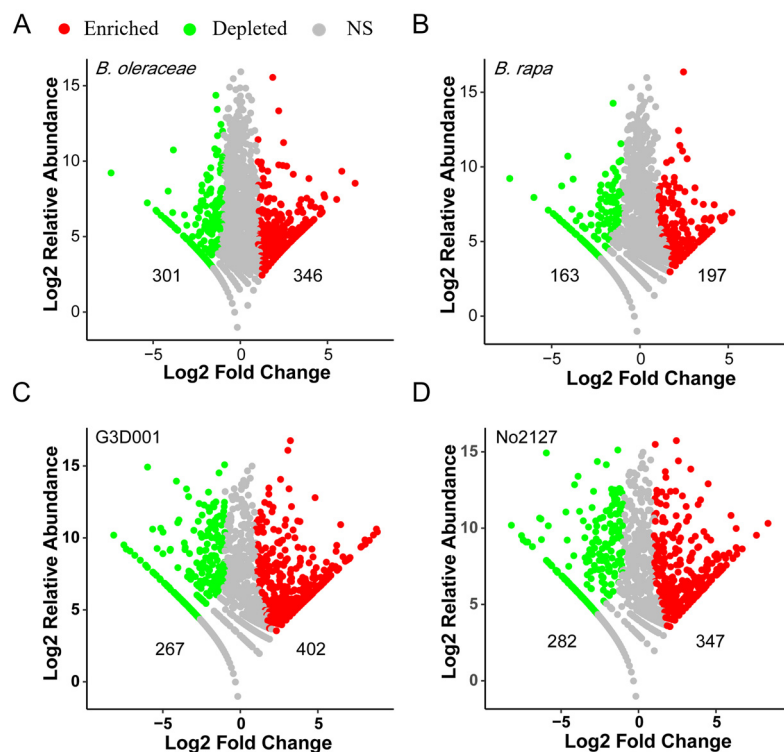 A
Enriched
Depleted
NS
B
B. oleraceae
B. rapa
Log2 Relative Abundance
15
10
5
0
301
346
−5
0
5
Log2 Fold Change
Log2 Relative Abundance
15
10
5
0
163
197
−5
0
5
Log2 Fold Change
C
D
G3D001
No2127
Log2 Relative Abundance
15
10
5
0
267
402
−5
0
5
Log2 Fold Change
Log2 Relative Abundance
15
10
5
0
282
347
−5
0
5
Log2 Fold Change